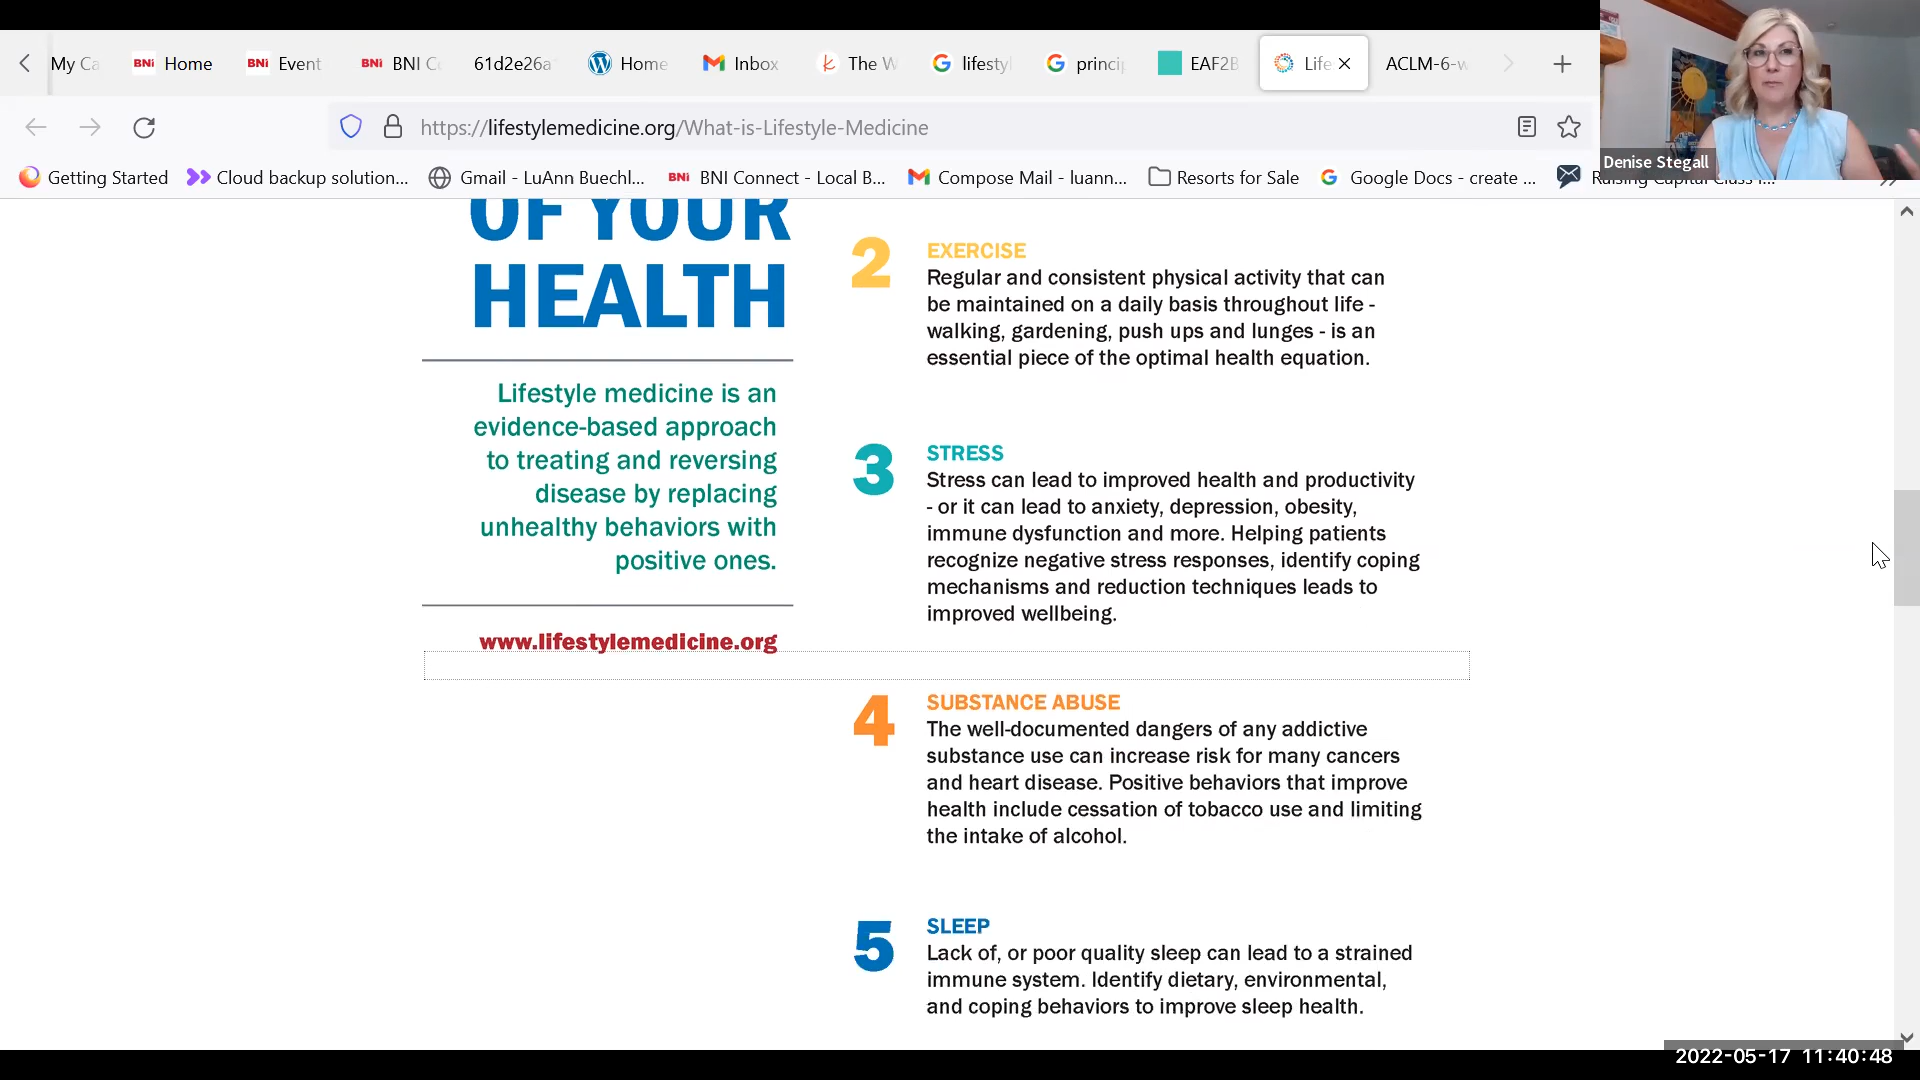 My Ca
BNI Home
BNI Event
BNI BNI Co
61d2e26a
Home
Inbox
The W
lifestyl
princip
EAF2B
Life
ACLM-6-w
https://lifestylemedicine.org/What-is-Lifestyle-Medicine
Getting Started
Cloud backup solution...
Gmail - LuAnn Buechl...
BNI BNI Connect - Local B...
Compose Mail - luann...
Resorts for Sale
Google Docs - create ...
Raising Capital Class
Denise Stegall
OF YOUR
HEALTH
Lifestyle medicine is an
evidence-based approach
to treating and reversing
disease by replacing
unhealthy behaviors with
positive ones.
www.lifestylemedicine.org
2 EXERCISE
Regular and consistent physical activity that can
be maintained on a daily basis throughout life -
walking, gardening, push ups and lunges - is an
essential piece of the optimal health equation.
3 STRESS
Stress can lead to improved health and productivity
- or it can lead to anxiety, depression, obesity,
immune dysfunction and more. Helping patients
recognize negative stress responses, identify coping
mechanisms and reduction techniques leads to
improved wellbeing.
4 SUBSTANCE ABUSE
The well-documented dangers of any addictive
substance use can increase risk for many cancers
and heart disease. Positive behaviors that improve
health include cessation of tobacco use and limiting
the intake of alcohol.
5 SLEEP
Lack of, or poor quality sleep can lead to a strained
immune system. Identify dietary, environmental,
and coping behaviors to improve sleep health.
2022-05-17 11:40:48